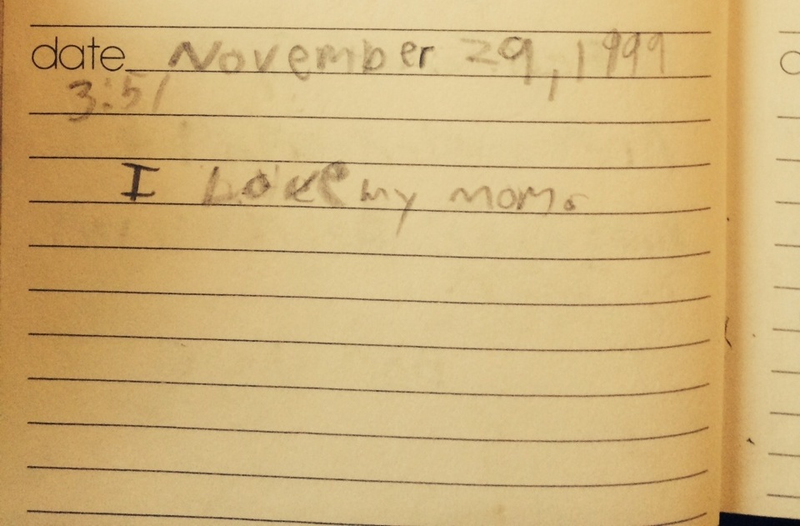 date November 29, 1999
3:51
I Love my mom.